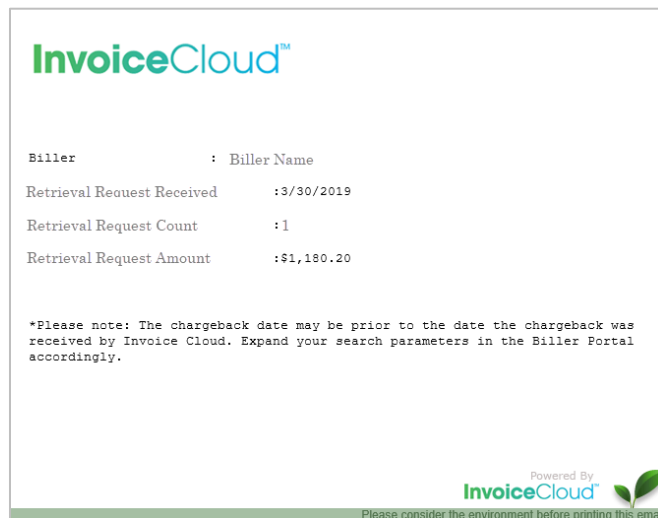 InvoiceCloud™
Biller : Biller Name
Retrieval Request Received :3/30/2019
Retrieval Request Count :1
Retrieval Request Amount :$1,180.20
*Please note: The chargeback date may be prior to the date the chargeback was
received by Invoice Cloud. Expand your search parameters in the Biller Portal
accordingly.
Powered By
InvoiceCloud™
Please consider the environment before printing this ema